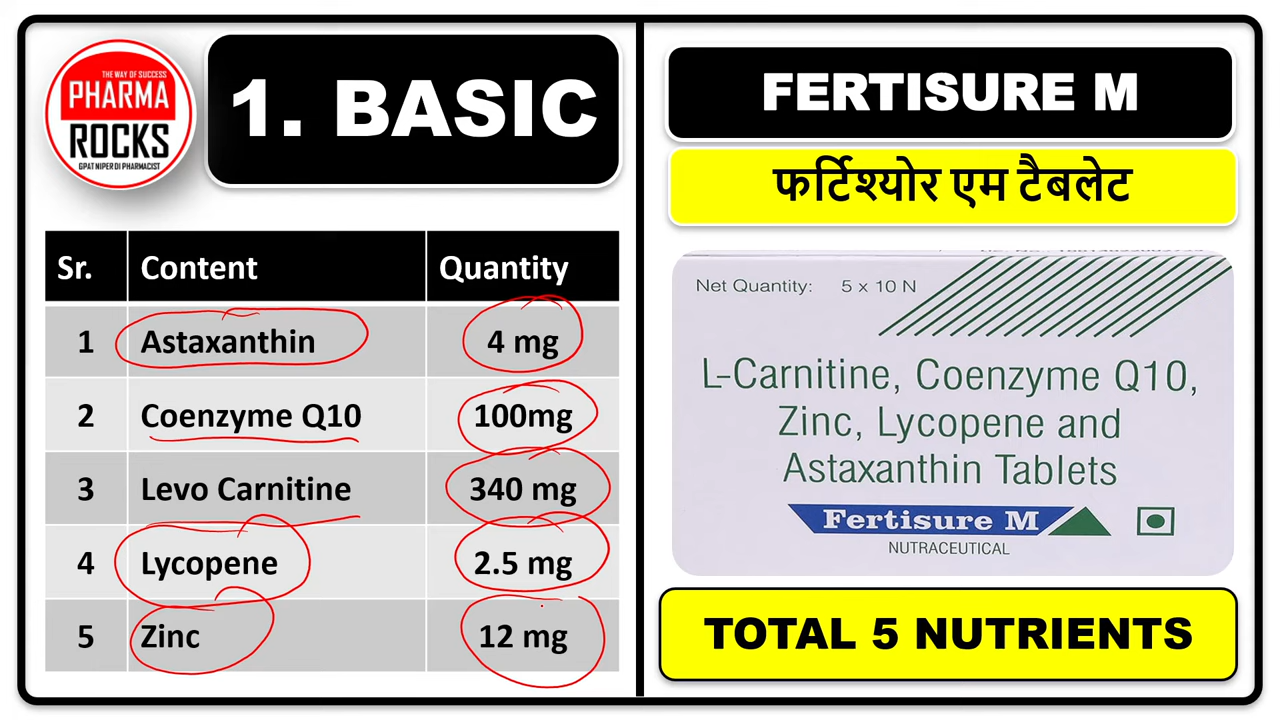 THE WAY OF SUCCESS
PHARMA
ROCKS
GPAT NIPER DI PHARMACIST
1. BASIC
Sr. Content Quantity
1 Astaxanthin 4 mg
2 Coenzyme Q10 100mg
3 Levo Carnitine 340 mg
4 Lycopene 2.5 mg
5 Zinc 12 mg
FERTISURE M
फर्टिश्योर एम टैबलेट
Net Quantity: 5 x 10 N
L-Carnitine, Coenzyme Q10,
Zinc, Lycopene and
Astaxanthin Tablets
Fertisure M
NUTRACEUTICAL
TOTAL 5 NUTRIENTS